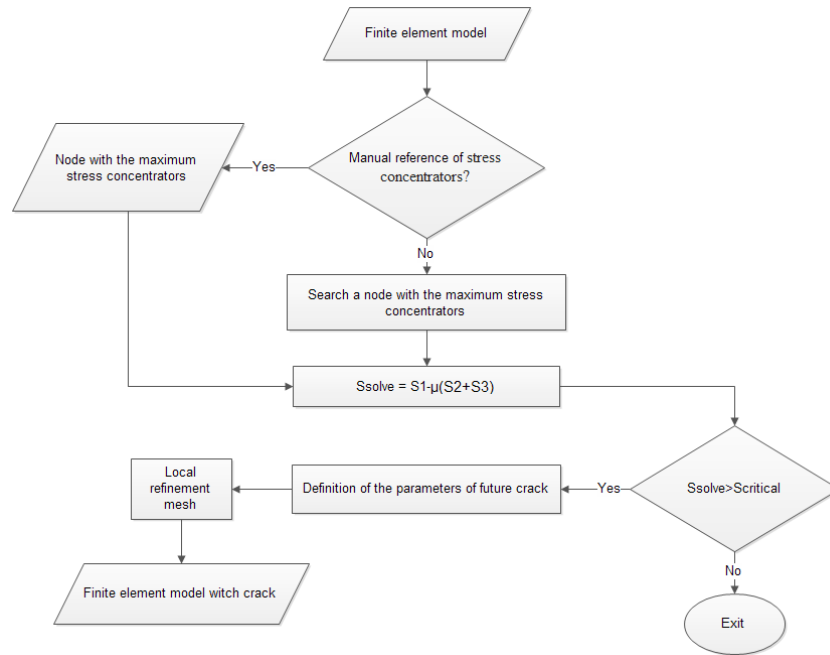 Finite element model
Manual reference of stress
concentrators?
Yes
Node with the maximum
stress concentrators
No
Search a node with the maximum stress
concentrators
Ssolve = S1-μ(S2+S3)
Ssolve>Scritical
Yes
Definition of the parameters of future crack
Local
refinement
mesh
Finite element model witch crack
No
Exit